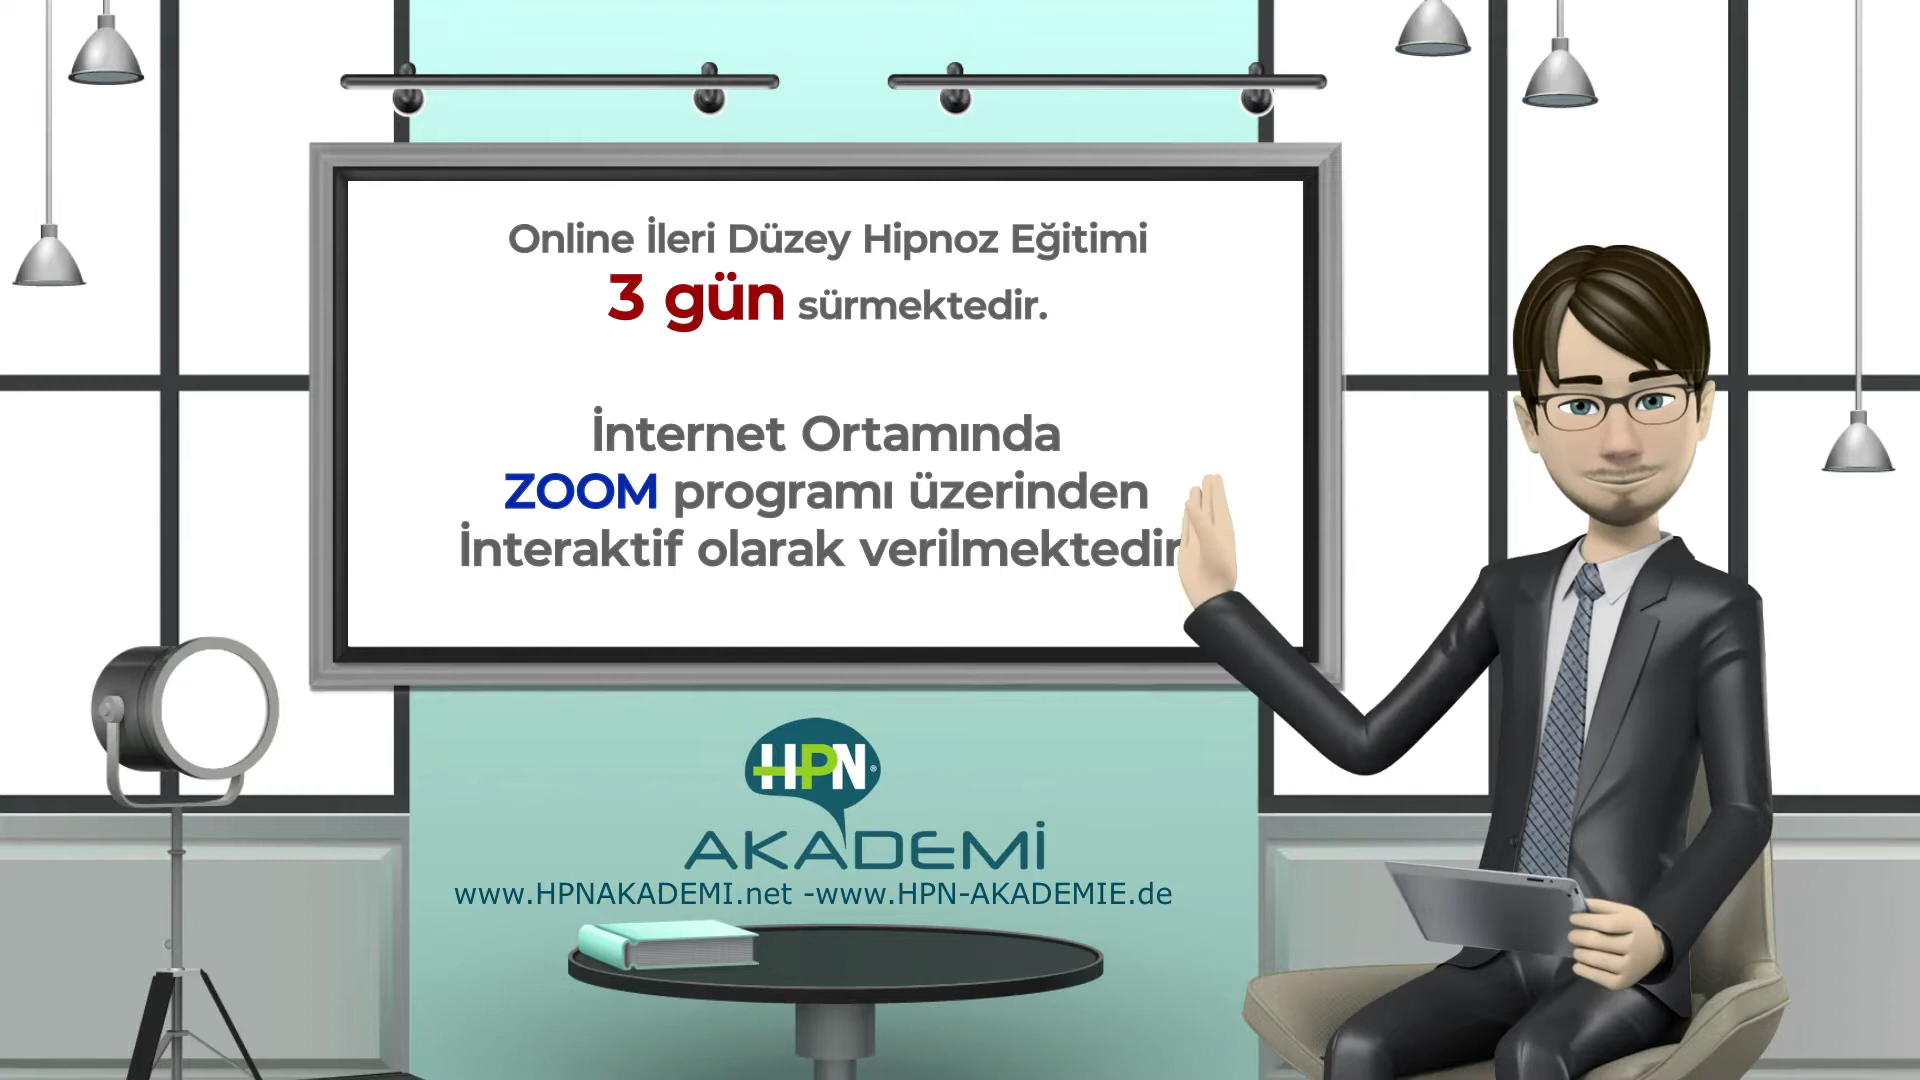 Online İleri Düzey Hipnoz Eğitimi
3 gün sürmektedir.
İnternet Ortamında
ZOOM programı üzerinden
İnteraktif olarak verilmektedir
HPN®
AKADEMİ
www.HPNAKADEMI.net -www.HPN-AKADEMIE.de